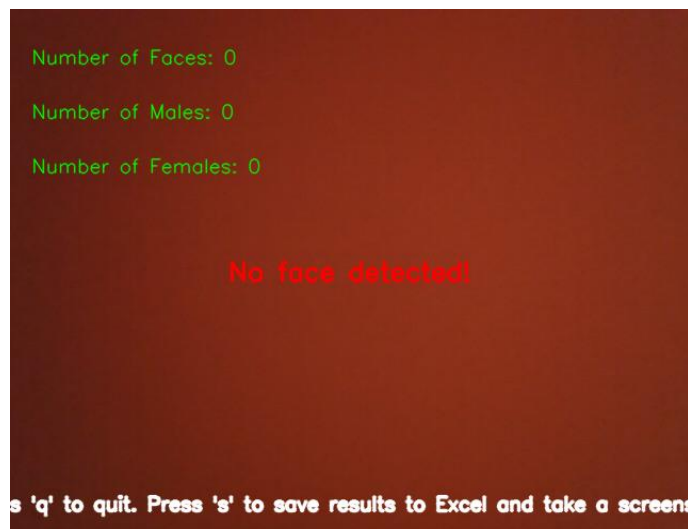 Number of Faces: 0
Number of Males: 0
Number of Females: 0
No face detected!
s 'q' to quit. Press 's' to save results to Excel and take a screens